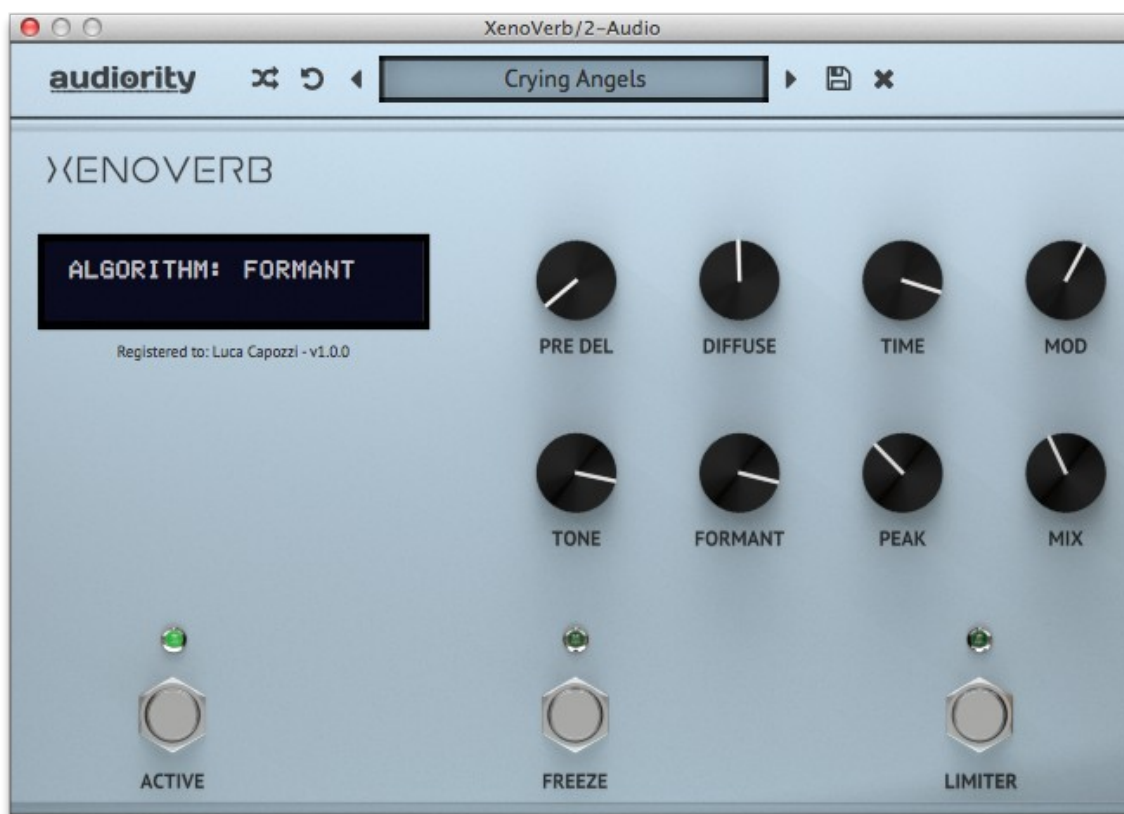 XenoVerb/2-Audio
audiority
Crying Angels
XENOVERB
ALGORITHM: FORMANT
Registered to: Luca Capozzi - v1.0.0
PRE DEL DIFFUSE TIME MOD
TONE FORMANT PEAK MIX
ACTIVE FREEZE LIMITER